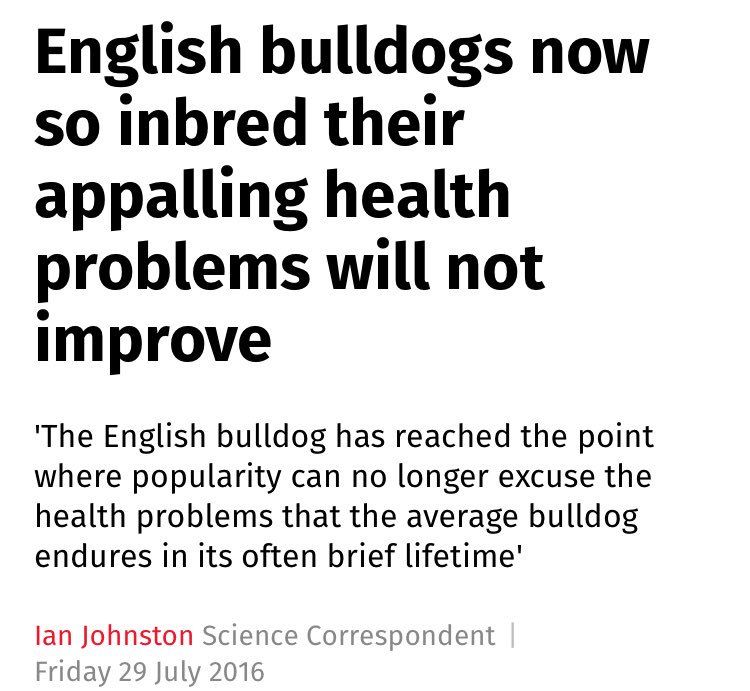 English bulldogs now
so inbred their
appalling health
problems will not
improve
'The English bulldog has reached the point
where popularity can no longer excuse the
health problems that the average bulldog
endures in its often brief lifetime'
Ian Johnston Science Correspondent |
Friday 29 July 2016